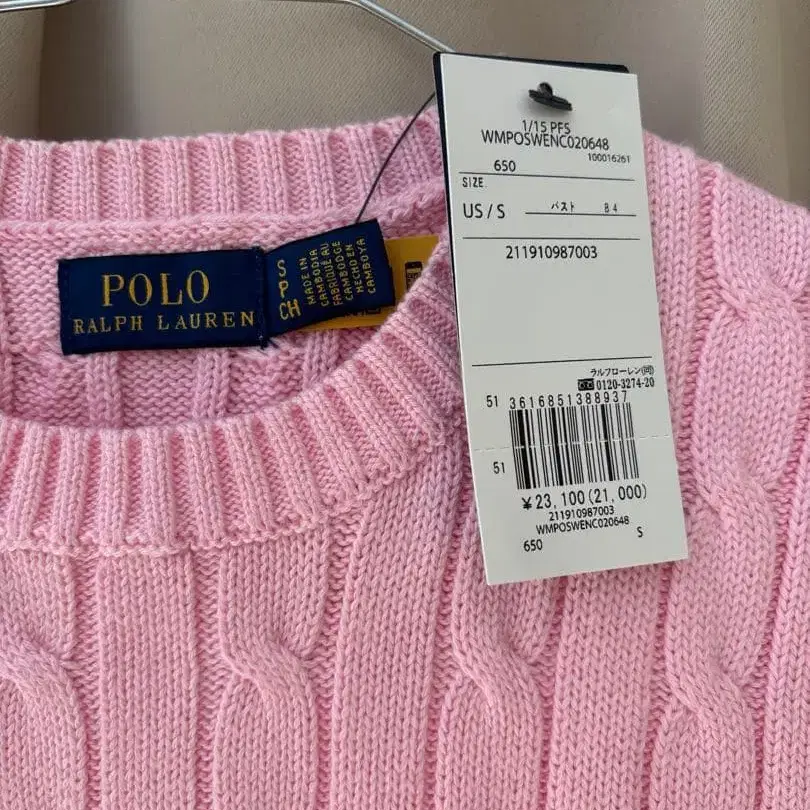 POLO
RALPH LAUREN
S
P
CH
MADE IN
CAMBODIA
FABRIQUÉ AU
CAMBODGE
HECHO EN
CAMBOYA
1/15 PFS
WMPOSWENC020648
100016261
650
SIZE
US / S バスト 84
211910987003
ラルフローレン(同)
0120-3274-20
51 3616851388937
51
¥23,100(21,000)
211910987003
WMPOSWENC020648
650 S